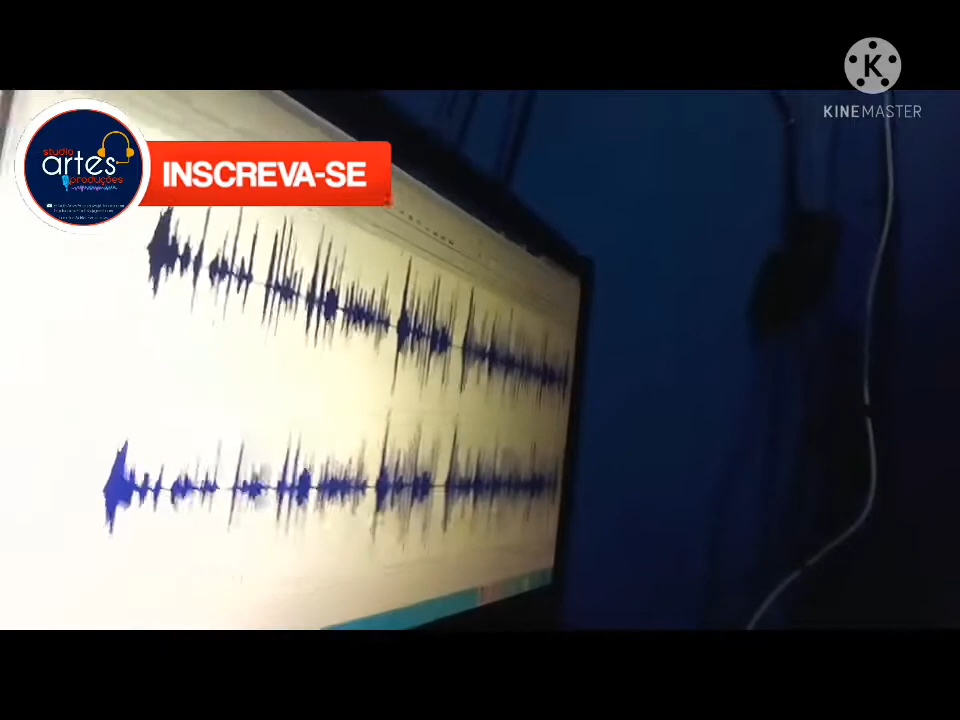 KINEMASTER
studio
artes
produções
INSCREVA-SE